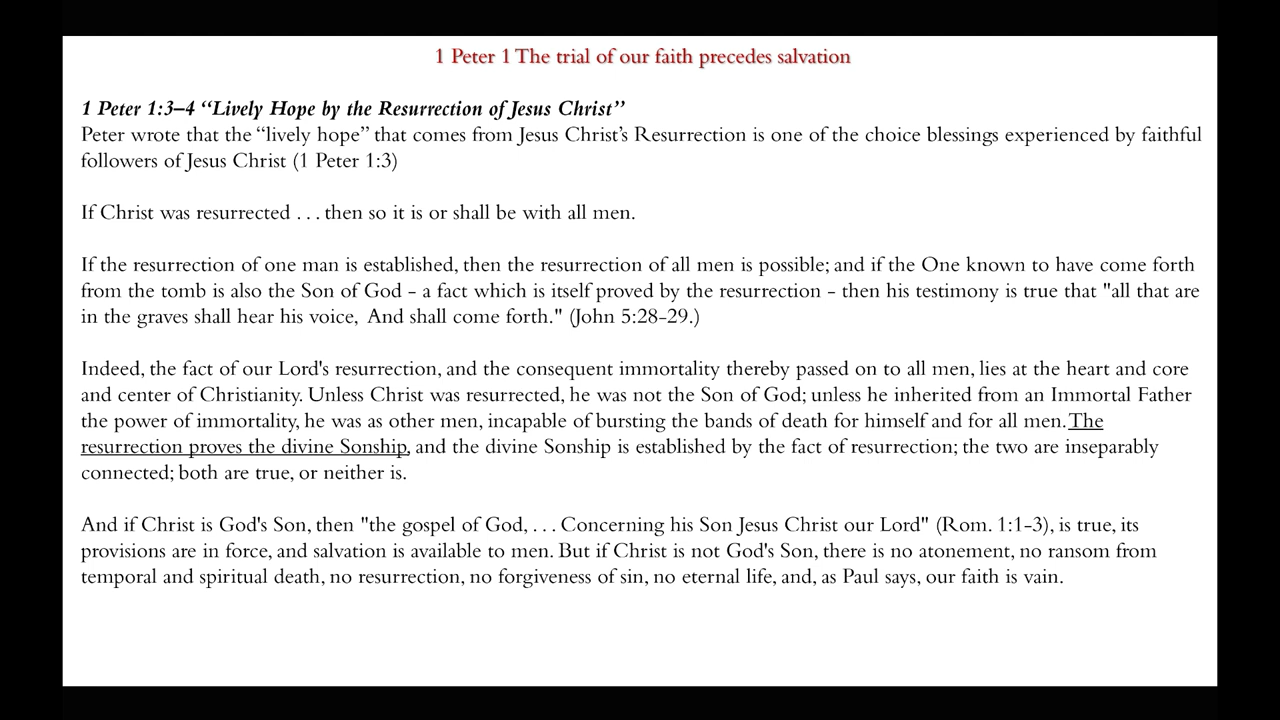 1 Peter 1 The trial of our faith precedes salvation
1 Peter 1:3–4 “Lively Hope by the Resurrection of Jesus Christ”
Peter wrote that the “lively hope” that comes from Jesus Christ’s Resurrection is one of the choice blessings experienced by faithful
followers of Jesus Christ (1 Peter 1:3)
If Christ was resurrected . . . then so it is or shall be with all men.
If the resurrection of one man is established, then the resurrection of all men is possible; and if the One known to have come forth
from the tomb is also the Son of God - a fact which is itself proved by the resurrection - then his testimony is true that "all that are
in the graves shall hear his voice, And shall come forth." (John 5:28-29.)
Indeed, the fact of our Lord's resurrection, and the consequent immortality thereby passed on to all men, lies at the heart and core
and center of Christianity. Unless Christ was resurrected, he was not the Son of God; unless he inherited from an Immortal Father
the power of immortality, he was as other men, incapable of bursting the bands of death for himself and for all men. The
resurrection proves the divine Sonship, and the divine Sonship is established by the fact of resurrection; the two are inseparably
connected; both are true, or neither is.
And if Christ is God's Son, then "the gospel of God, . . . Concerning his Son Jesus Christ our Lord" (Rom. 1:1-3), is true, its
provisions are in force, and salvation is available to men. But if Christ is not God's Son, there is no atonement, no ransom from
temporal and spiritual death, no resurrection, no forgiveness of sin, no eternal life, and, as Paul says, our faith is vain.